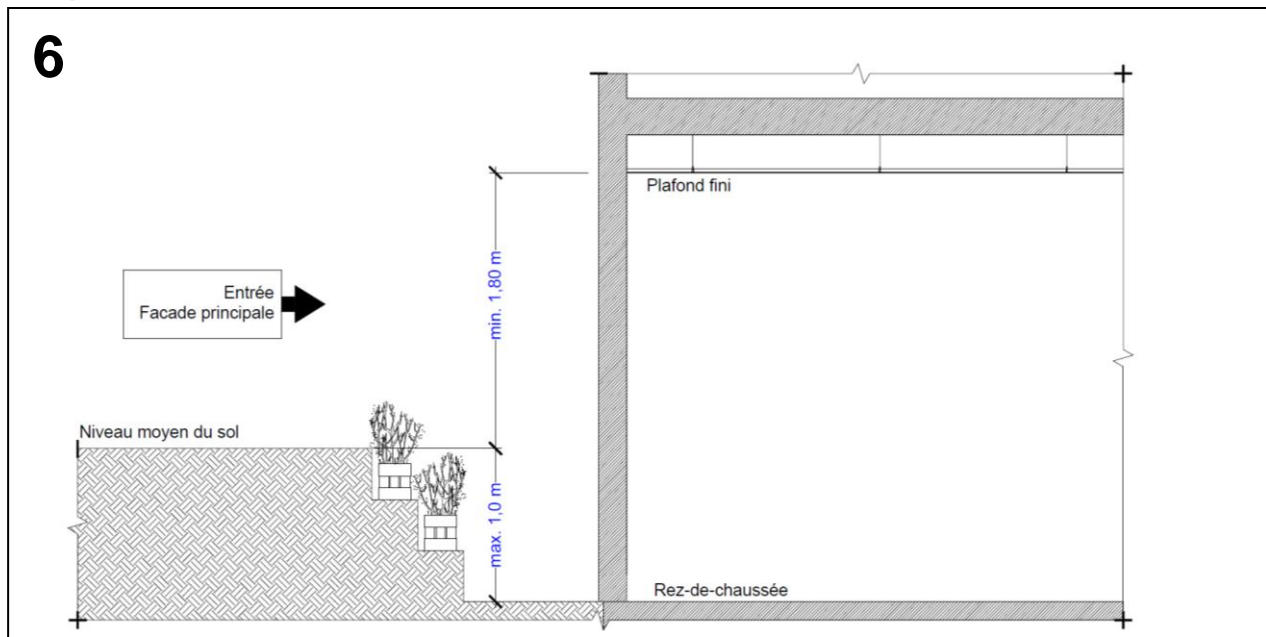 6
Plafond fini
min. 1,80 m
Entrée
Facade principale
Niveau moyen du sol
max. 1,0 m
Rez-de-chaussée